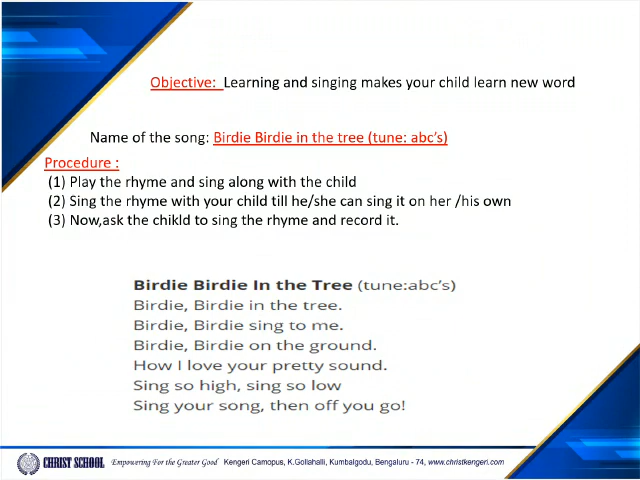 Objective: Learning and singing makes your child learn new word
Name of the song: Birdie Birdie in the tree (tune: abc's)
Procedure :
(1) Play the rhyme and sing along with the child
(2) Sing the rhyme with your child till he/she can sing it on her /his own
(3) Now,ask the chikld to sing the rhyme and record it.
Birdie Birdie In the Tree (tune:abc's)
Birdie, Birdie in the tree.
Birdie, Birdie sing to me.
Birdie, Birdie on the ground.
How I love your pretty sound.
Sing so high, sing so low
Sing your song, then off you go!
CHRIST SCHOOL Empowering For the Greater Good Kengeri Camopus, K.Gollahalli, Kumbalgodu, Bengaluru - 74, www.christkengeri.com